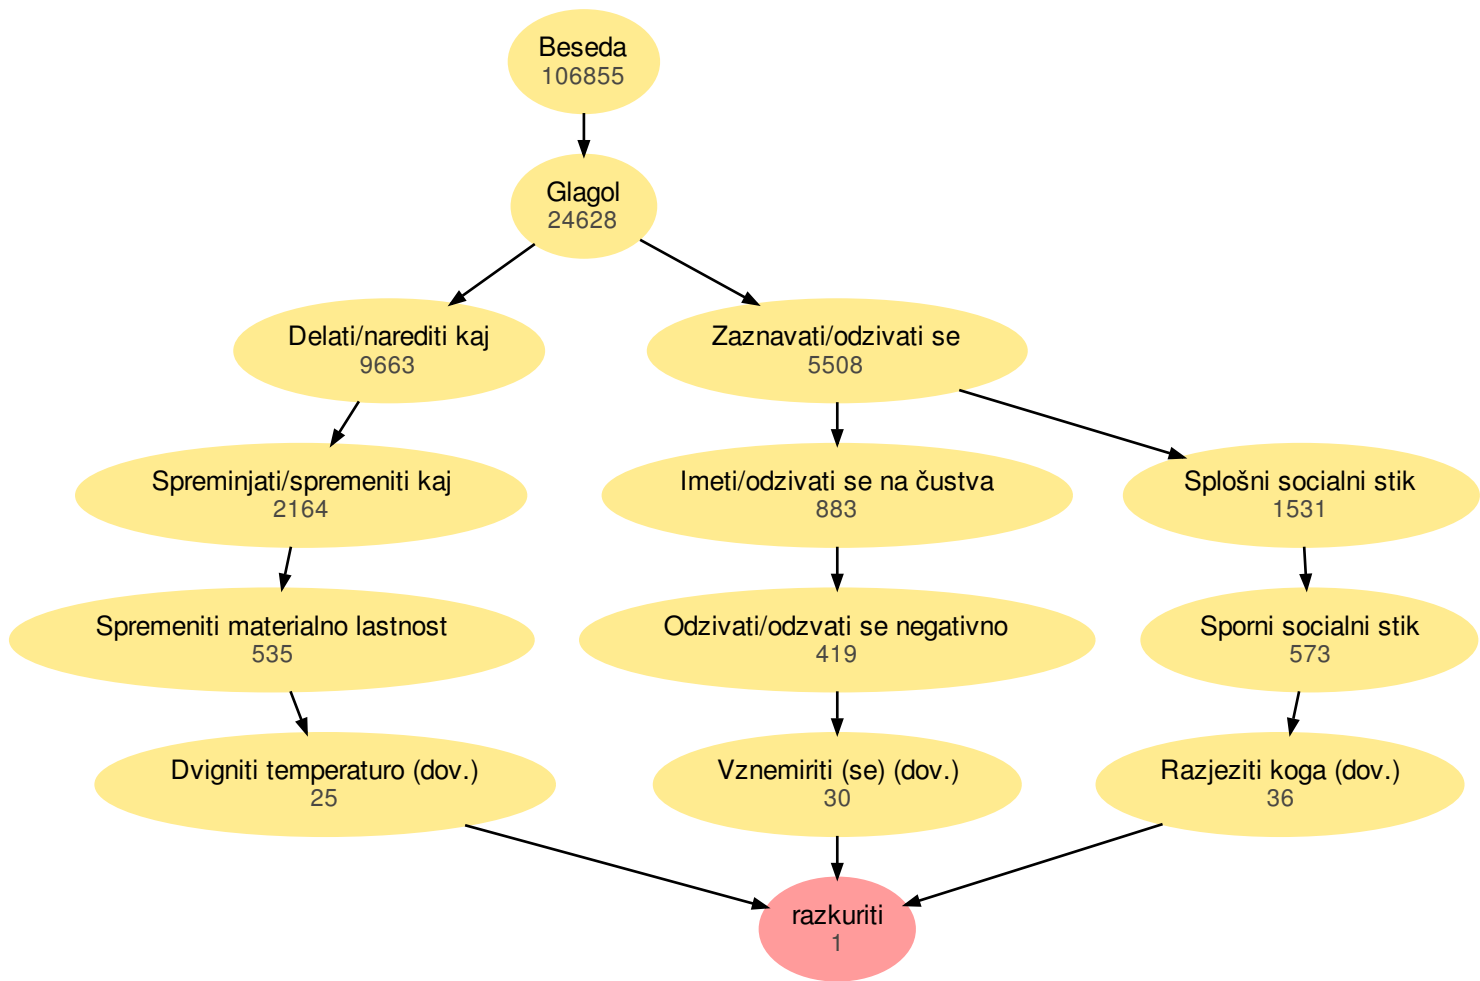 Beseda
106855
Glagol
24628
Delati/narediti kaj
9663
Zaznavati/odzivati se
5508
Spreminjati/spremeniti kaj
2164
Imeti/odzivati se na čustva
883
Splošni socialni stik
1531
Spremeniti materialno lastnost
535
Odzivati/odzvati se negativno
419
Sporni socialni stik
573
Dvigniti temperaturo (dov.)
25
Vznemiriti (se) (dov.)
30
Razjeziti koga (dov.)
36
razkuriti
1